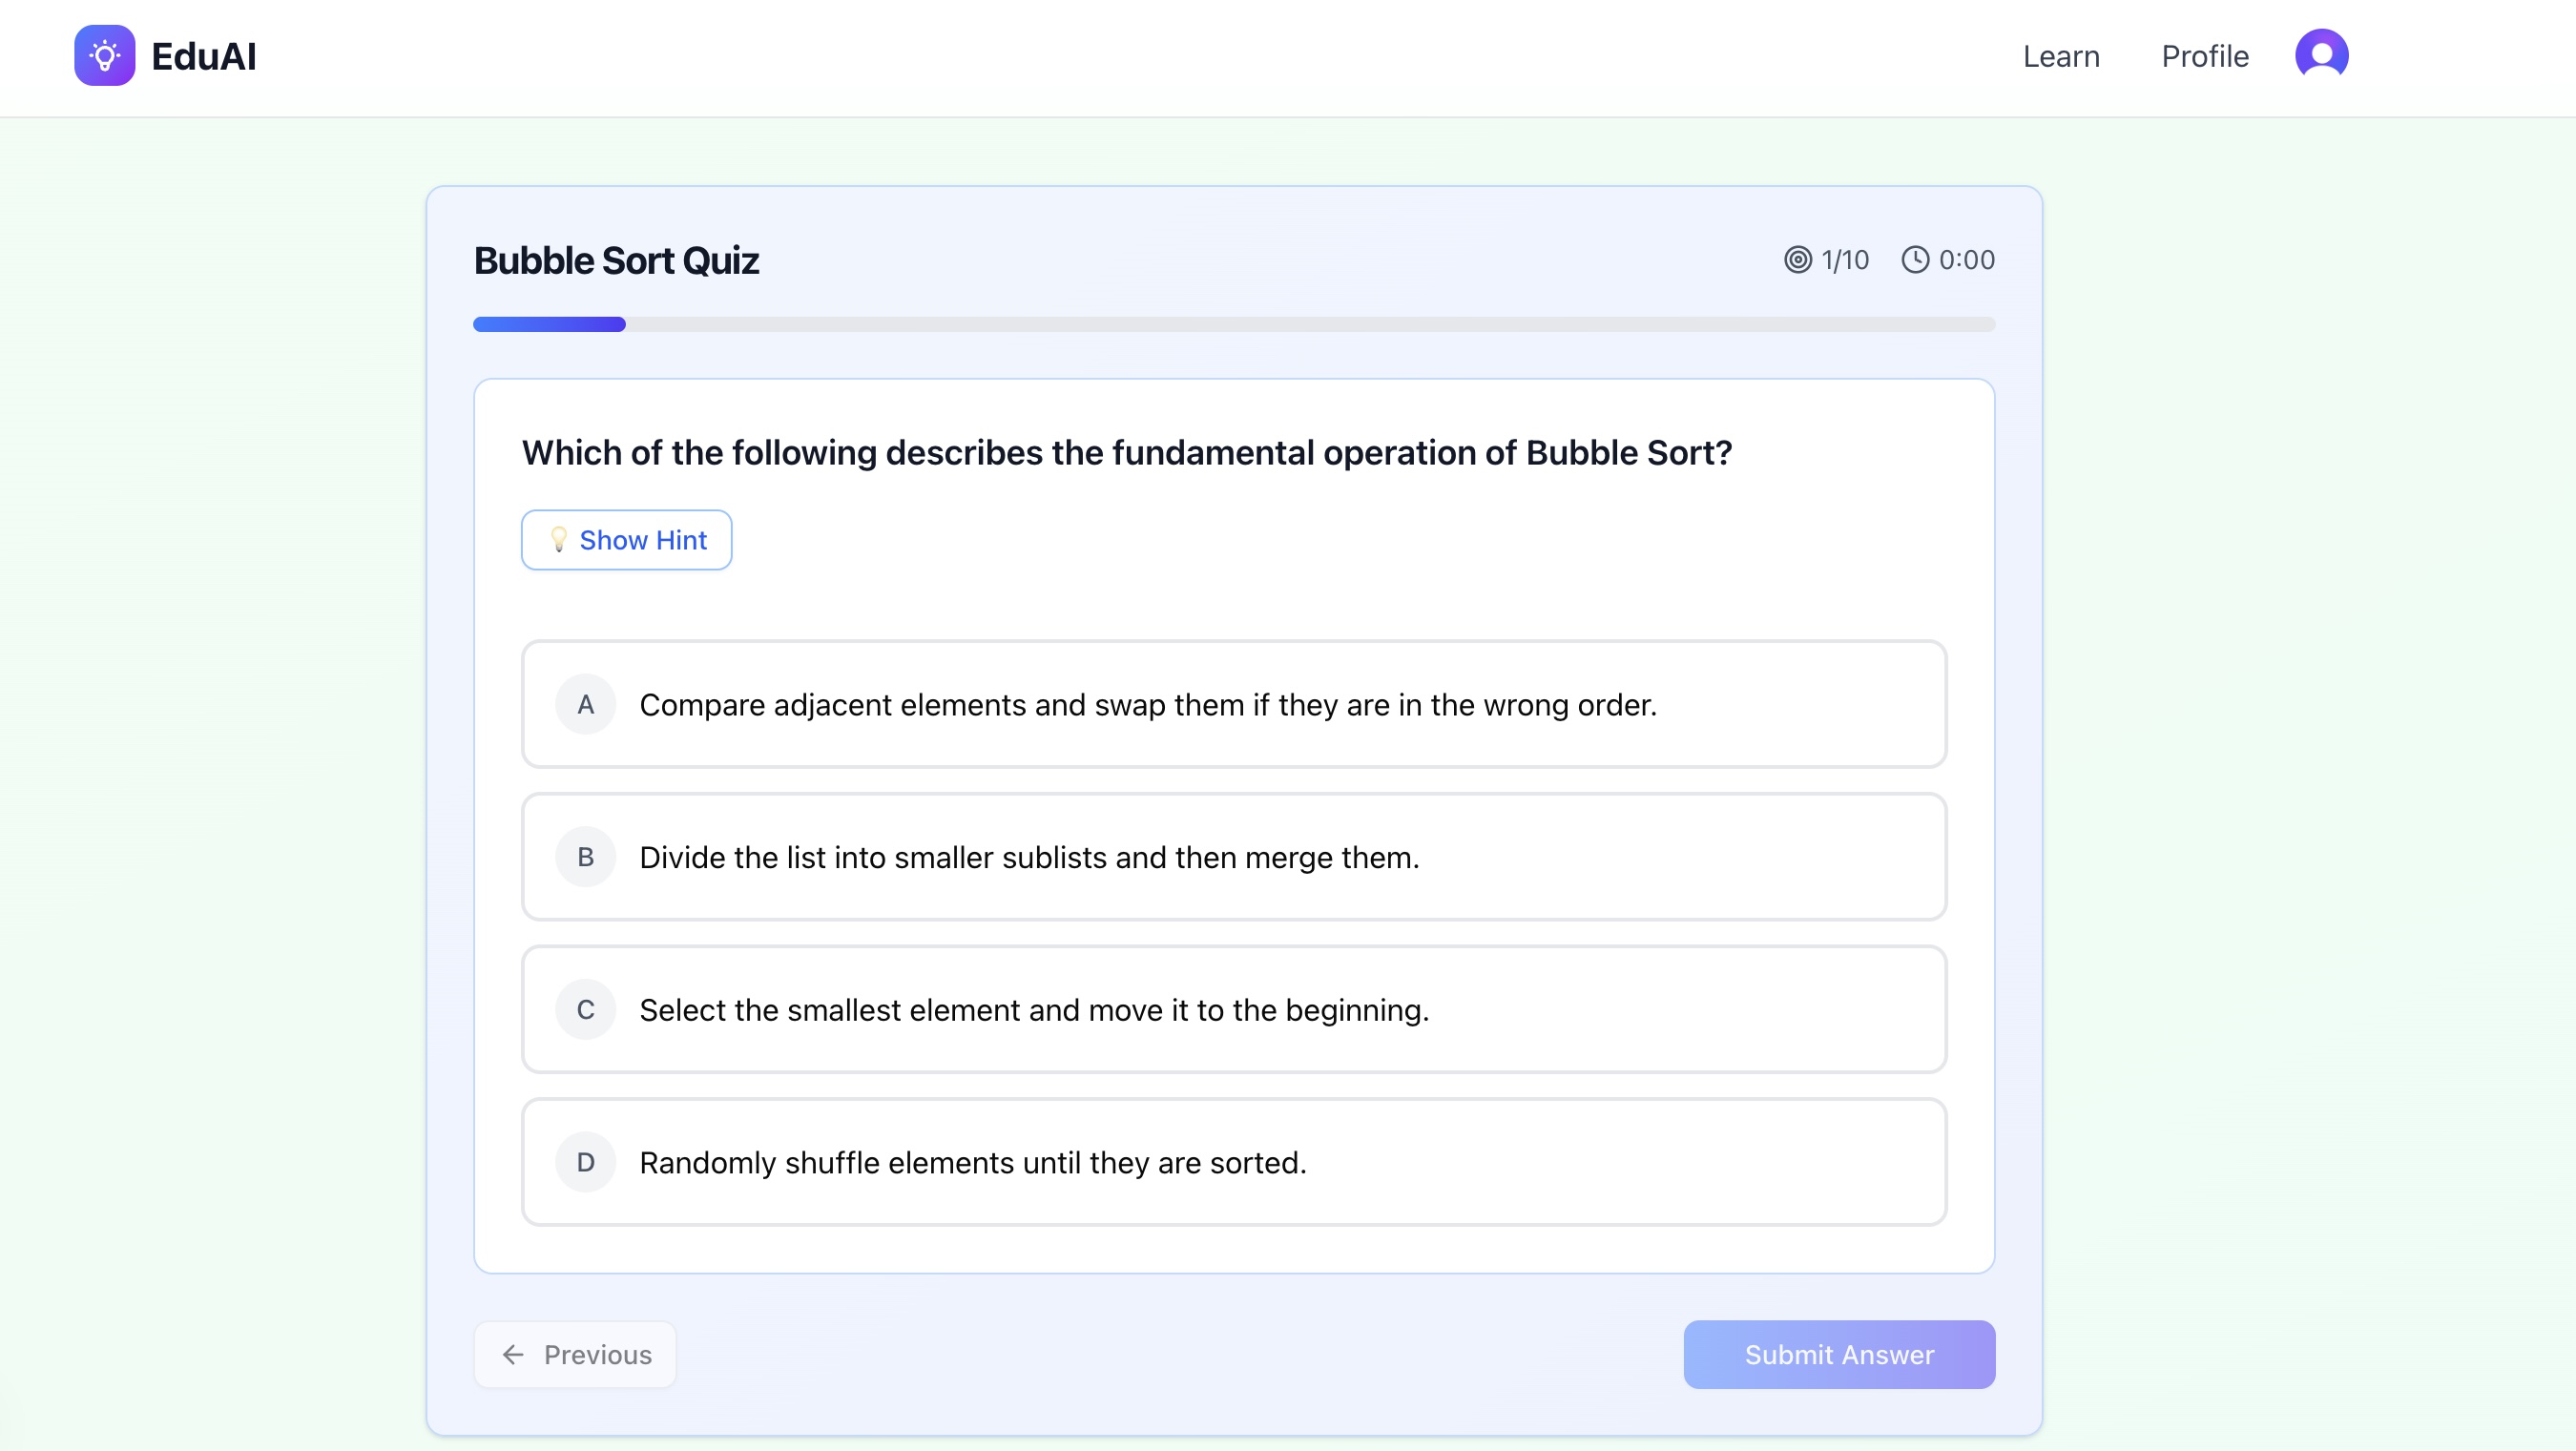 EduAI
Learn
Profile
Bubble Sort Quiz
1/10
0:00
Which of the following describes the fundamental operation of Bubble Sort?
💡 Show Hint
A
Compare adjacent elements and swap them if they are in the wrong order.
B
Divide the list into smaller sublists and then merge them.
C
Select the smallest element and move it to the beginning.
D
Randomly shuffle elements until they are sorted.
← Previous
Submit Answer